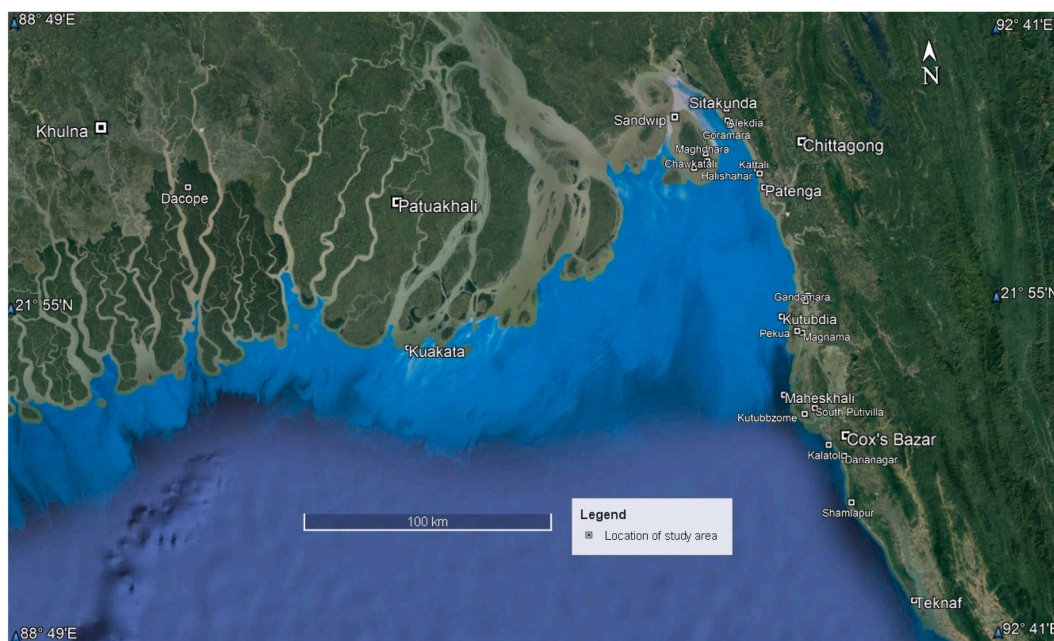 88° 49'E
92° 41'E
N
Sitakunda
Sandwip
Alekdia
Goramara
Khulna
Chittagong
Maghdhara
Chawkatali
Kattali
Halishahar
Dacope
Patenga
Patuakhali
21° 55'N
21° 55'N
Gandamara
Kutubdia
Pekua
Magnama
Kuakata
Maheskhali
South Putivilla
Kutubbzome
Cox's Bazar
Kalatoli
Darianagar
Shamlapur
100 km
Legend
Location of study area
Teknaf
88° 49'E
92° 41'E